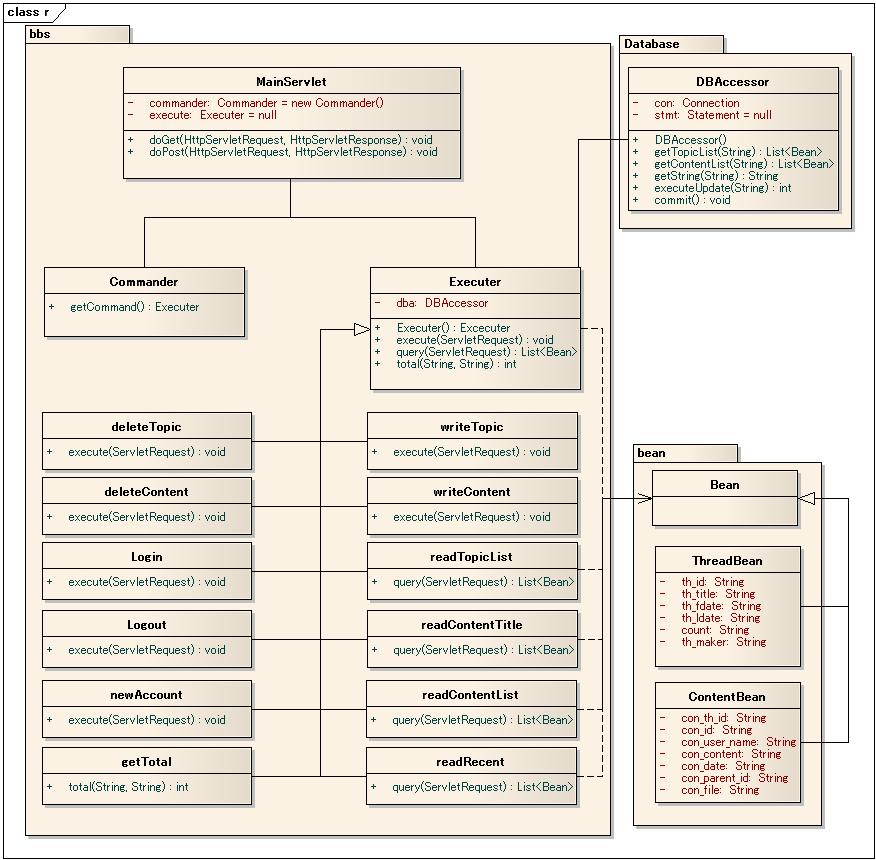 class r
bbs
MainServlet
- commander: Commander = new Commander()
- execute: Executer = null
+ doGet(HttpServletRequest, HttpServletResponse) : void
+ doPost(HttpServletRequest, HttpServletResponse) : void
Database
DBAccessor
- con: Connection
- stmt: Statement = null
+ DBAccessor()
+ getTopicList(String) : List<Bean>
+ getContentList(String) : List<Bean>
+ getString(String) : String
+ executeUpdate(String) : int
+ commit() : void
Commander
+ getCommand() : Executer
Executer
- dba: DBAccessor
+ Executer() : Excecuter
+ execute(ServletRequest) : void
+ query(ServletRequest) : List<Bean>
+ total(String, String) : int
deleteTopic
+ execute(ServletRequest) : void
writeTopic
+ execute(ServletRequest) : void
deleteContent
+ execute(ServletRequest) : void
writeContent
+ execute(ServletRequest) : void
Login
+ execute(ServletRequest) : void
readTopicList
+ query(ServletRequest) : List<Bean>
Logout
+ execute(ServletRequest) : void
readContentTitle
+ query(ServletRequest) : List<Bean>
newAccount
+ execute(ServletRequest) : void
readContentList
+ query(ServletRequest) : List<Bean>
getTotal
+ total(String, String) : int
readRecent
+ query(ServletRequest) : List<Bean>
bean
Bean
ThreadBean
- th_id: String
- th_title: String
- th_fdate: String
- th_ldate: String
- count: String
- th_maker: String
ContentBean
- con_th_id: String
- con_id: String
- con_user_name: String
- con_content: String
- con_date: String
- con_parent_id: String
- con_file: String